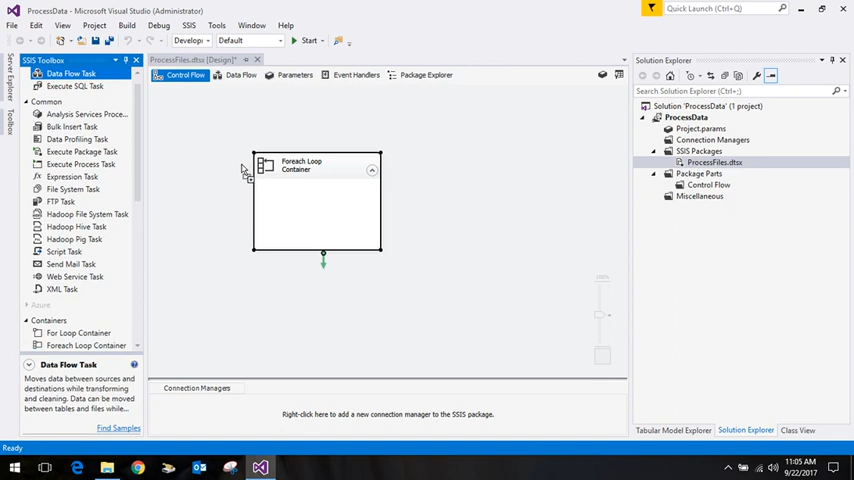 ProcessData - Microsoft Visual Studio (Administrator)
Quick Launch (Ctrl+Q)
File Edit View Project Build Debug SSIS Tools Window Help
Develop Default Start
Server Explorer
Toolbox
SSIS Toolbox
Data Flow Task
Execute SQL Task
Common
Analysis Services Proce...
Bulk Insert Task
Data Profiling Task
Execute Package Task
Execute Process Task
Expression Task
File System Task
FTP Task
Hadoop File System Task
Hadoop Hive Task
Hadoop Pig Task
Script Task
Send Mail Task
Web Service Task
XML Task
Azure
Containers
For Loop Container
Foreach Loop Container
Data Flow Task
Moves data between sources and
destinations while transforming
and cleaning. Data can be moved
between tables and files while/
Find Samples
ProcessFiles.dtsx [Design]*
Control Flow Data Flow Parameters Event Handlers Package Explorer
Foreach Loop
Container
100%
Connection Managers
Right-click here to add a new connection manager to the SSIS package.
Solution Explorer
Search Solution Explorer (Ctrl+;)
Solution 'ProcessData' (1 project)
ProcessData
Project.params
Connection Managers
SSIS Packages
ProcessFiles.dtsx
Package Parts
Control Flow
Miscellaneous
Tabular Model Explorer Solution Explorer Class View
Ready
11:05 AM
9/22/2017